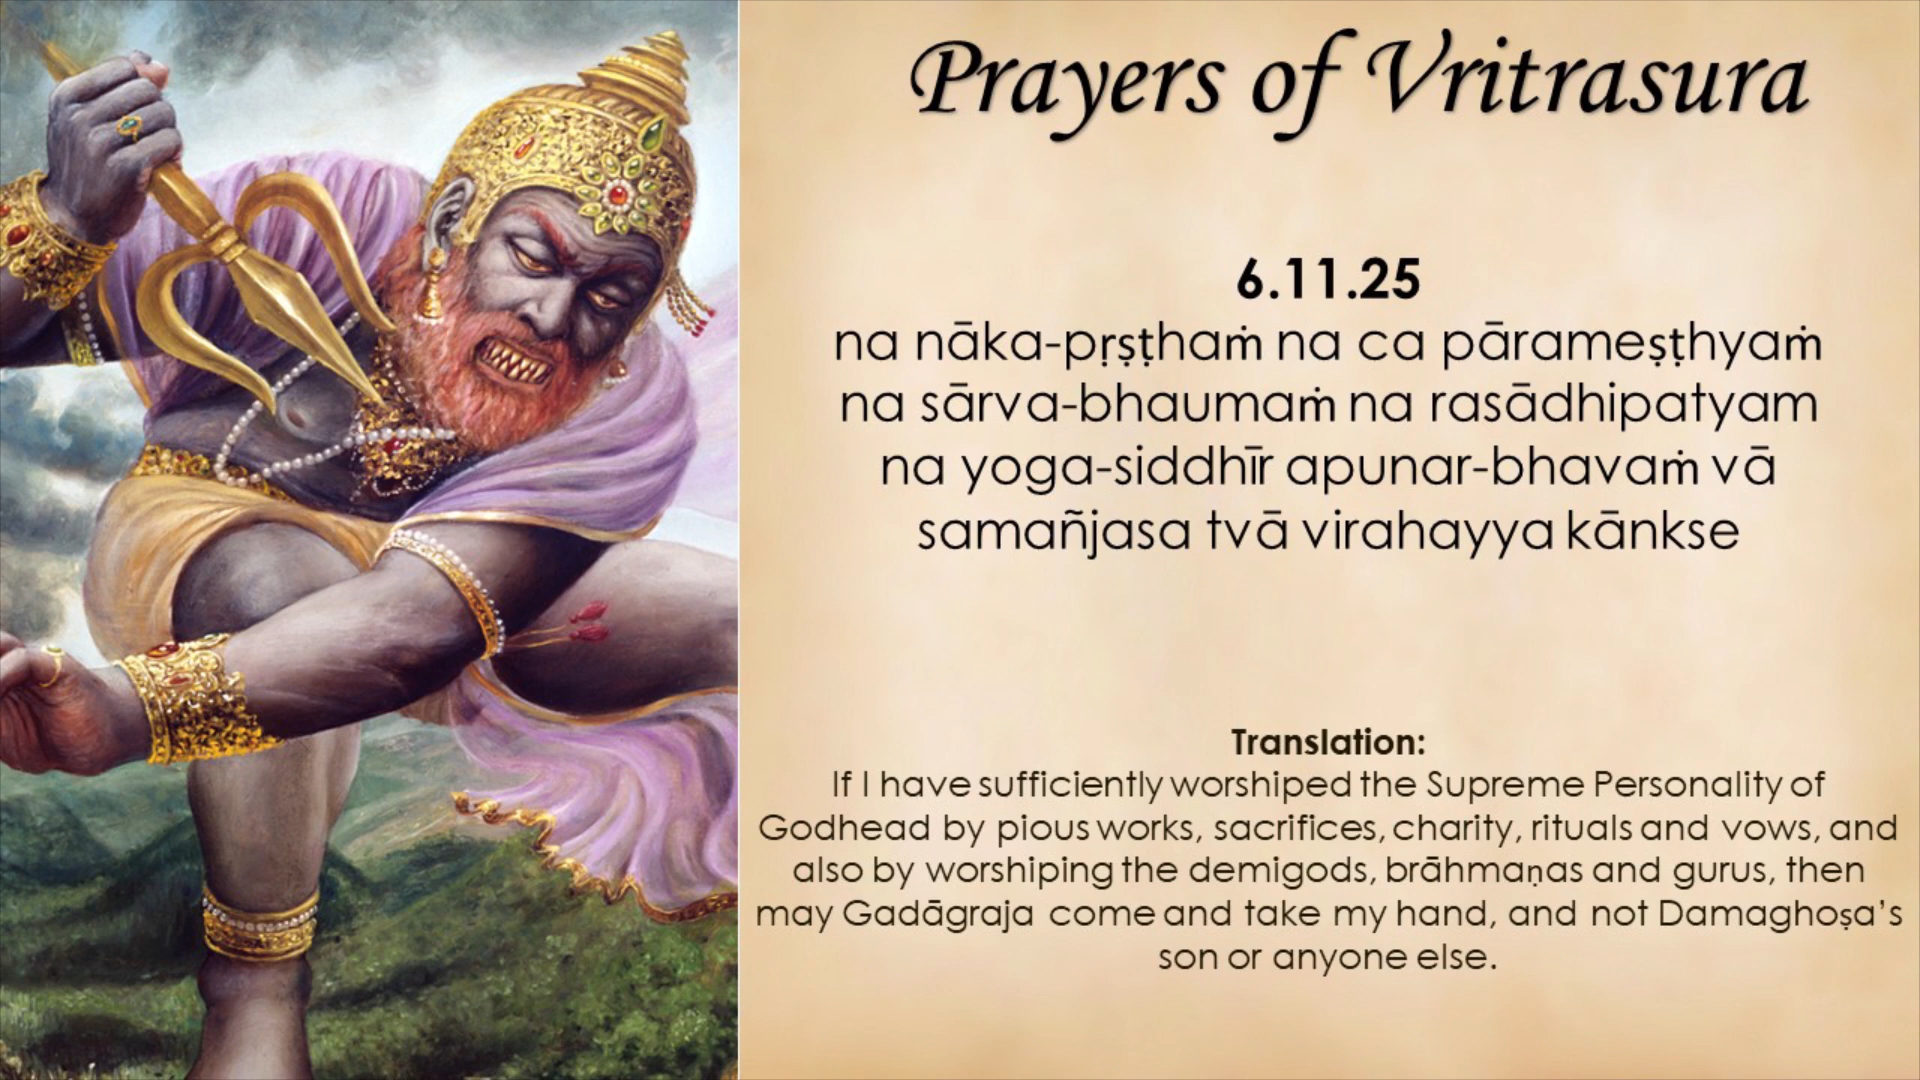 Prayers of Vritrasura
6.11.25
na nāka-pṛṣṭhaṁ na ca pārameṣṭhyaṁ
na sārva-bhaumaṁ na rasādhipatyam
na yoga-siddhīr apunar-bhavaṁ vā
samañjasa tvā virahayya kānkse
Translation:
If I have sufficiently worshiped the Supreme Personality of
Godhead by pious works, sacrifices, charity, rituals and vows, and
also by worshiping the demigods, brāhmaṇas and gurus, then
may Gadāgraja come and take my hand, and not Damaghoṣa’s
son or anyone else.